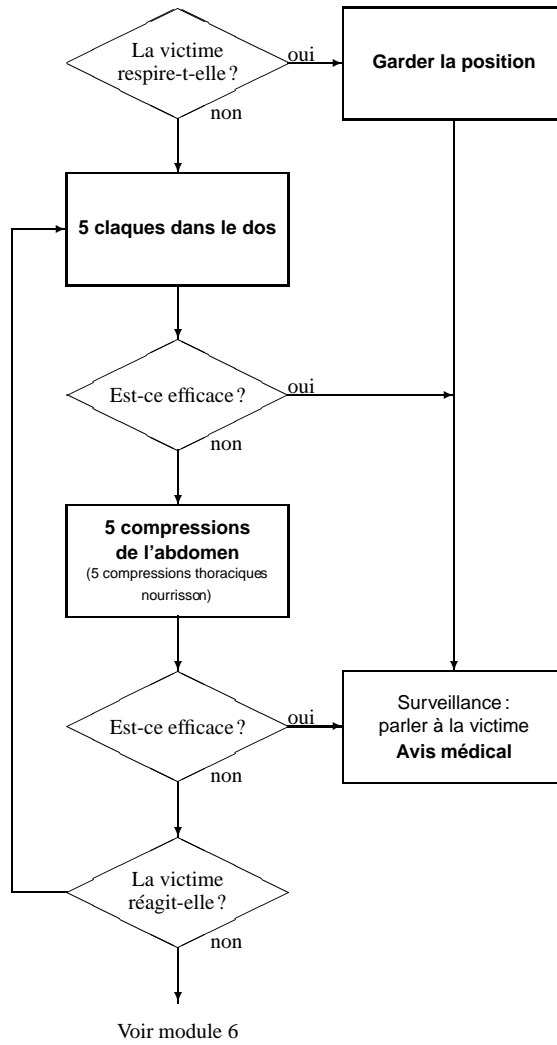 La victime
respire-t-elle ?
oui
Garder la position
non
5 claques dans le dos
Est-ce efficace ?
oui
non
5 compressions
de l'abdomen
(5 compressions thoraciques
nourrisson)
Est-ce efficace ?
oui
Surveillance :
parler à la victime
Avis médical
non
La victime
réagit-elle ?
non
Voir module 6